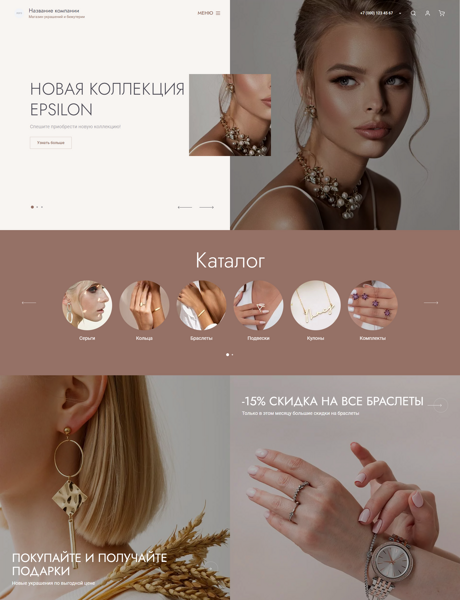 Название компании
Магазин украшений и бижутерии
МЕНЮ
+7 (000) 123 45 67
НОВАЯ КОЛЛЕКЦИЯ
EPSILON
Спешите приобрести новую коллекцию!
Узнать больше
Каталог
Серьги
Кольца
Браслеты
Подвески
Кулоны
Комплекты
-15% СКИДКА НА ВСЕ БРАСЛЕТЫ
Только в этом месяце большие скидки на браслеты
ПОКУПАЙТЕ И ПОЛУЧАЙТЕ
ПОДАРКИ
Новые украшения по выгодной цене